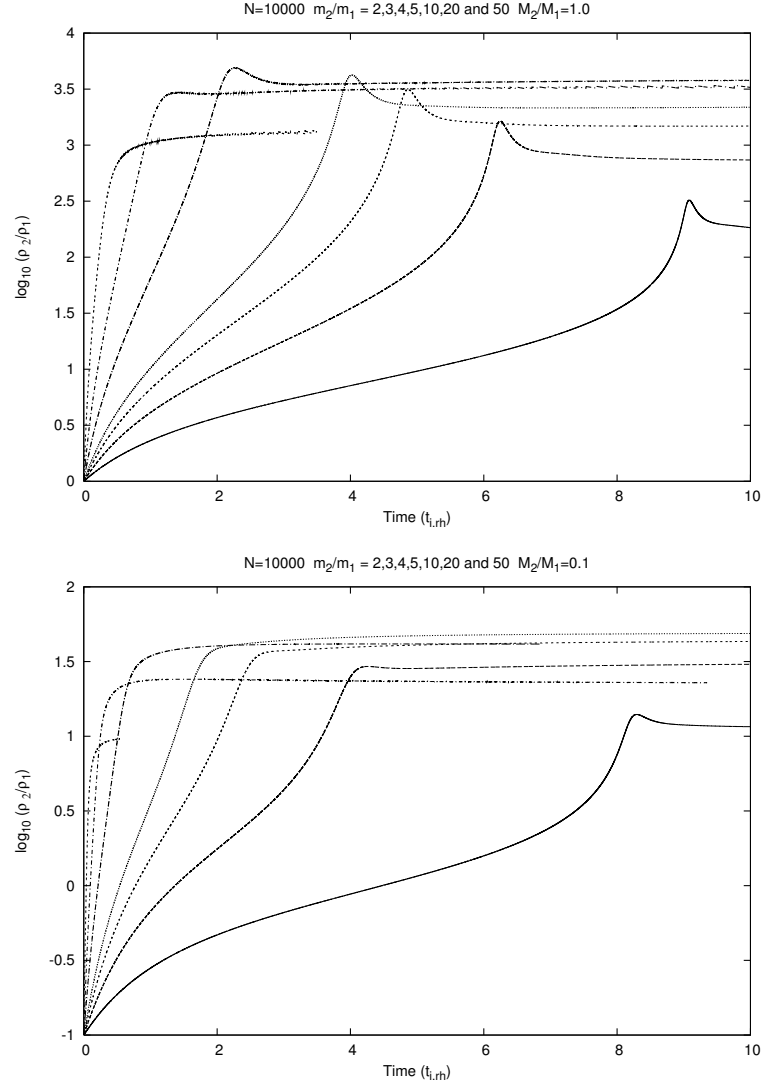 N=10000 m2/m1 = 2,3,4,5,10,20 and 50 M2/M1=1.0
4
3.5
3
2.5
2
1.5
1
0.5
0
log10 (ρ2/ρ1)
0 2 4 6 8 10
Time (ti,rh)
N=10000 m2/m1 = 2,3,4,5,10,20 and 50 M2/M1=0.1
2
1.5
1
0.5
0
-0.5
-1
log10 (ρ2/ρ1)
0 2 4 6 8 10
Time (ti,rh)